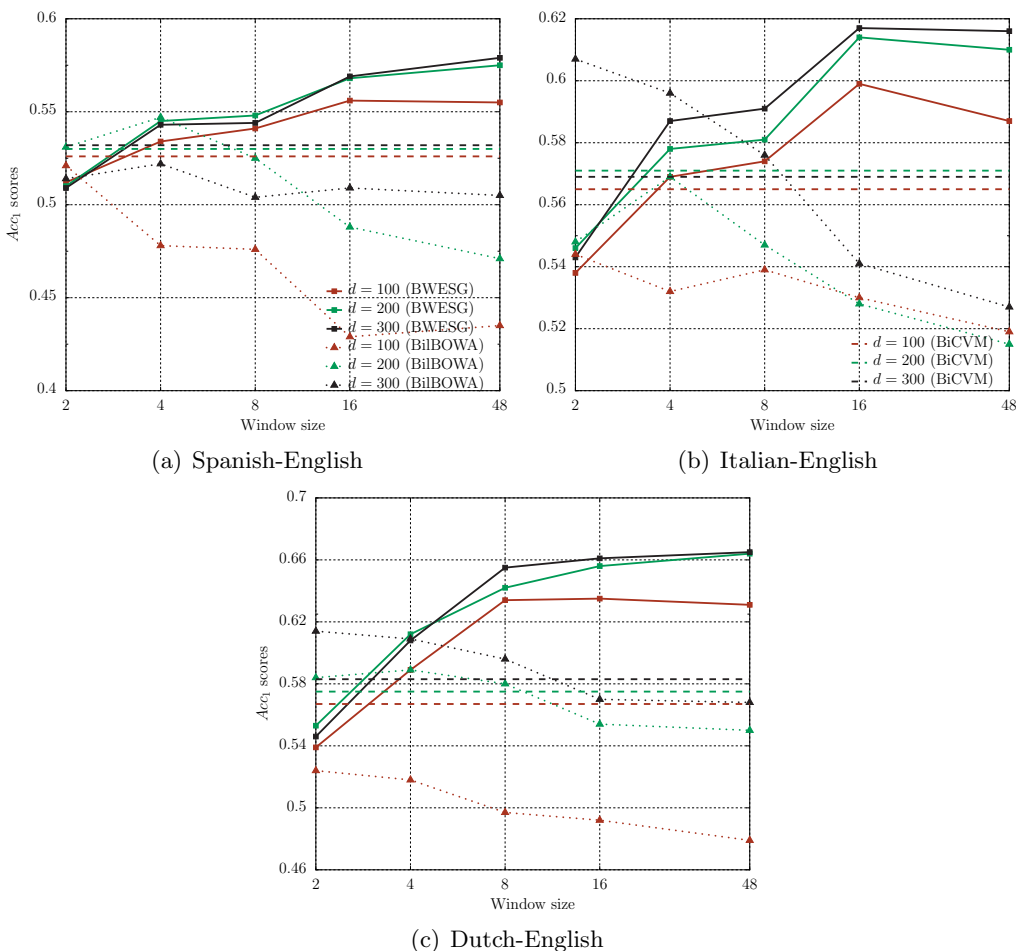 0.6
0.55
0.5
0.45
0.4
Acc1 scores
d = 100 (BWESG)
d = 200 (BWESG)
d = 300 (BWESG)
d = 100 (BilBOWA)
d = 200 (BilBOWA)
d = 300 (BilBOWA)
2 4 8 16 48
Window size
(a) Spanish-English
0.62
0.6
0.58
0.56
0.54
0.52
0.5
d = 100 (BiCVM)
d = 200 (BiCVM)
d = 300 (BiCVM)
2 4 8 16 48
Window size
(b) Italian-English
0.7
0.66
0.62
0.58
0.54
0.5
0.46
Acc1 scores
2 4 8 16 48
Window size
(c) Dutch-English